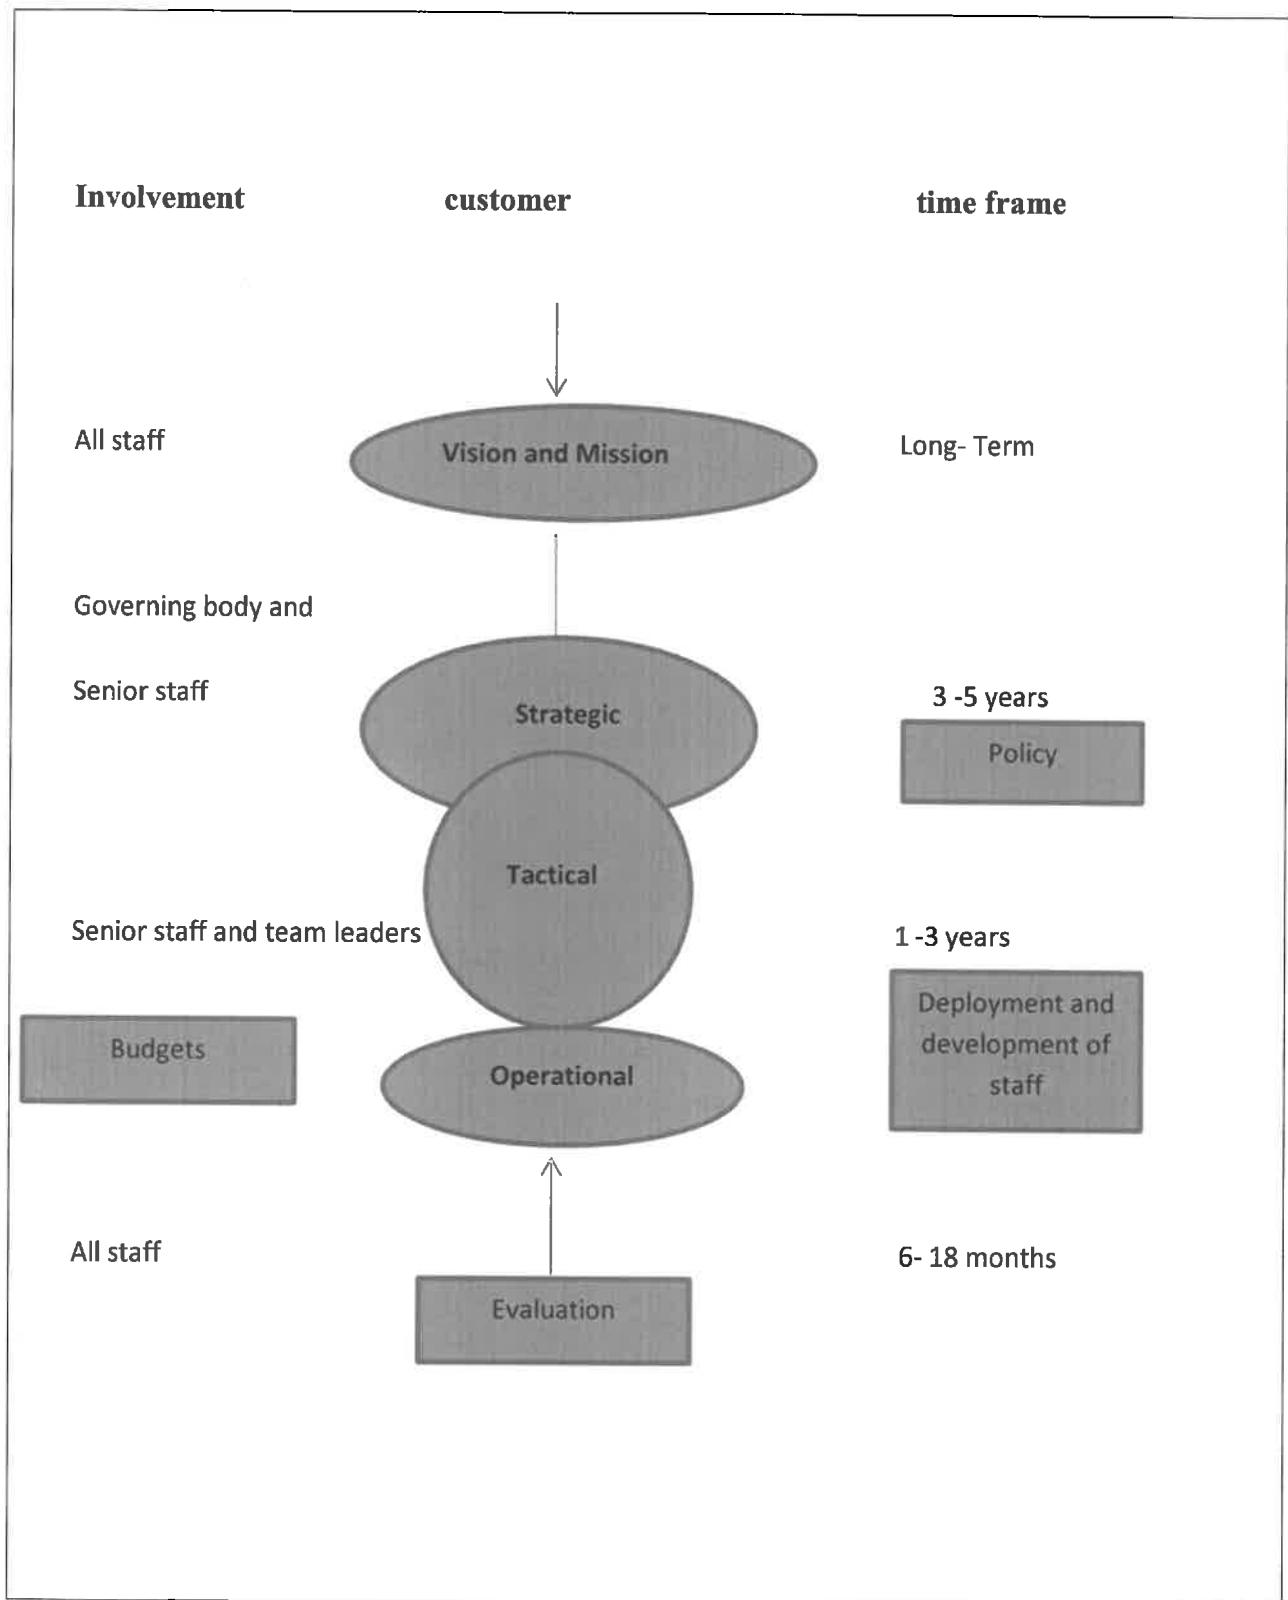 Involvement
customer
time frame
All staff
Vision and Mission
Long- Term
Governing body and
Senior staff
Strategic
3 -5 years
Policy
Tactical
Senior staff and team leaders
1 -3 years
Budgets
Operational
Deployment and
development of
staff
All staff
6- 18 months
Evaluation